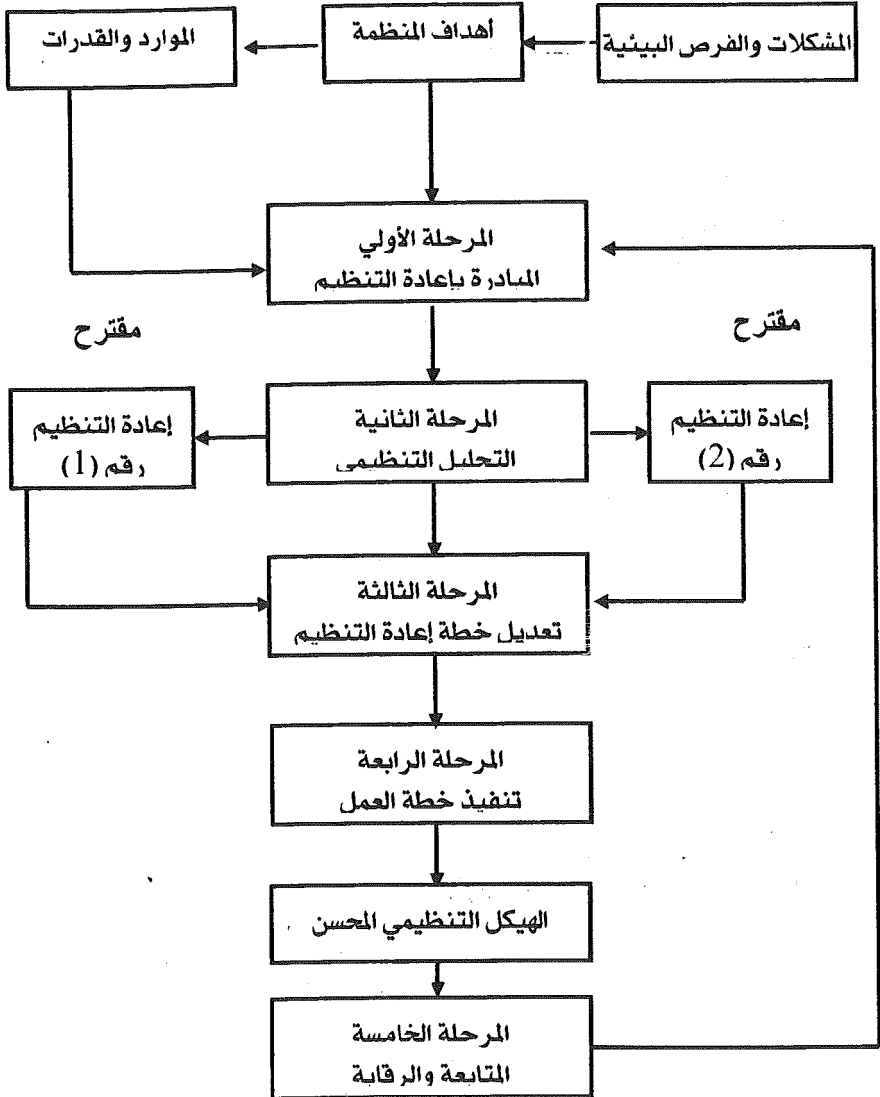 المشكلات والفرص البيئية
أهداف المنظمة
الموارد والقدرات
المرحلة الأولي
المبادرة بإعادة التنظيم
مقترح
مقترح
إعادة التنظيم
رقم (2)
المرحلة الثانية
التحليل التنظيمى
إعادة التنظيم
رقم (1)
المرحلة الثالثة
تعديل خطة إعادة التنظيم
المرحلة الرابعة
تنفيذ خطة العمل
الهيكل التنظيمي المحسن
المرحلة الخامسة
المتابعة والرقابة